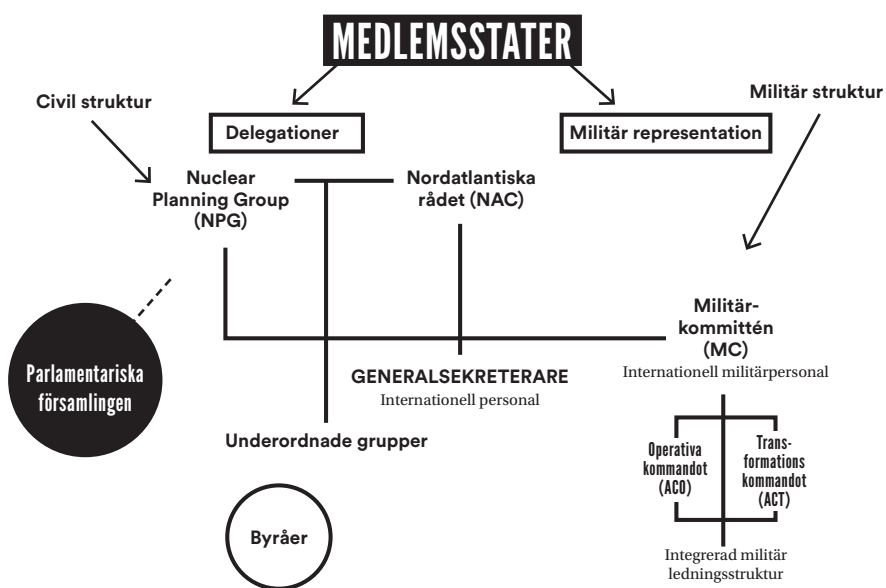 MEDLEMSSTATER
Civil struktur
Militär struktur
Delegationer
Militär representation
Nuclear
Planning Group
(NPG)
Nordatlantiska
rådet (NAC)
Militär-
kommittén
(MC)
Internationell militärpersonal
Parlamentariska
församlingen
GENERALSEKRETERARE
Internationell personal
Underordnade grupper
Operativa
kommandot
(ACO)
Trans-
formations
kommandot
(ACT)
Byråer
Integrerad militär
ledningsstruktur